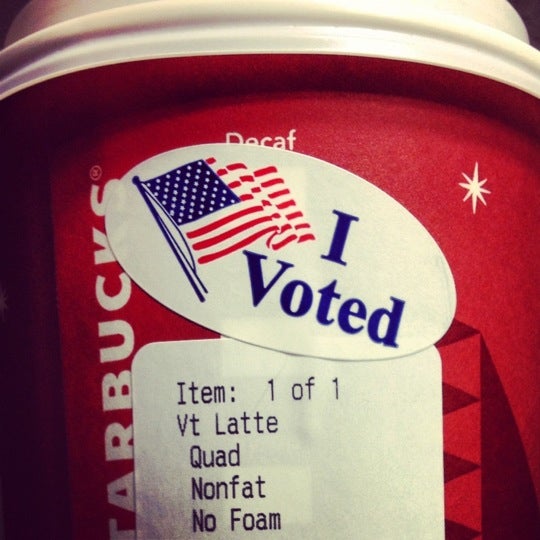 Decaf
I
Voted
STARBUCKS®
Item: 1 of 1
Vt Latte
Quad
Nonfat
No Foam